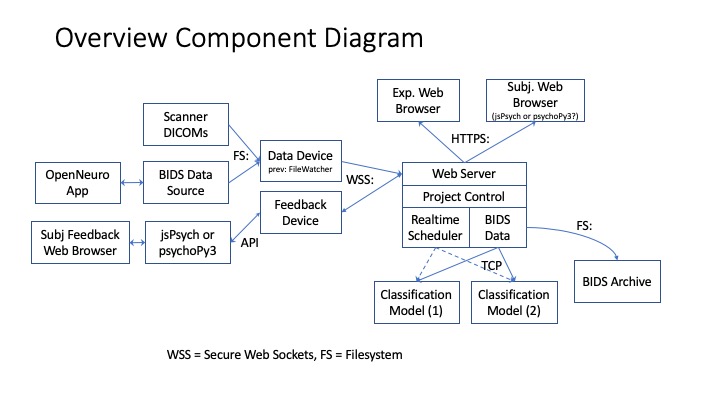 Overview Component Diagram
Exp. Web
Browser
Subj. Web
Browser
(jsPsych or psychoPy3?)
Scanner
DICOMs
HTTPS:
FS:
Data Device
prev: FileWatcher
OpenNeuro
App
BIDS Data
Source
WSS:
Web Server
Project Control
Realtime
Scheduler
BIDS
Data
Feedback
Device
Subj Feedback
Web Browser
jsPsych or
psychoPy3
API
FS:
TCP
BIDS Archive
Classification
Model (1)
Classification
Model (2)
WSS = Secure Web Sockets, FS = Filesystem